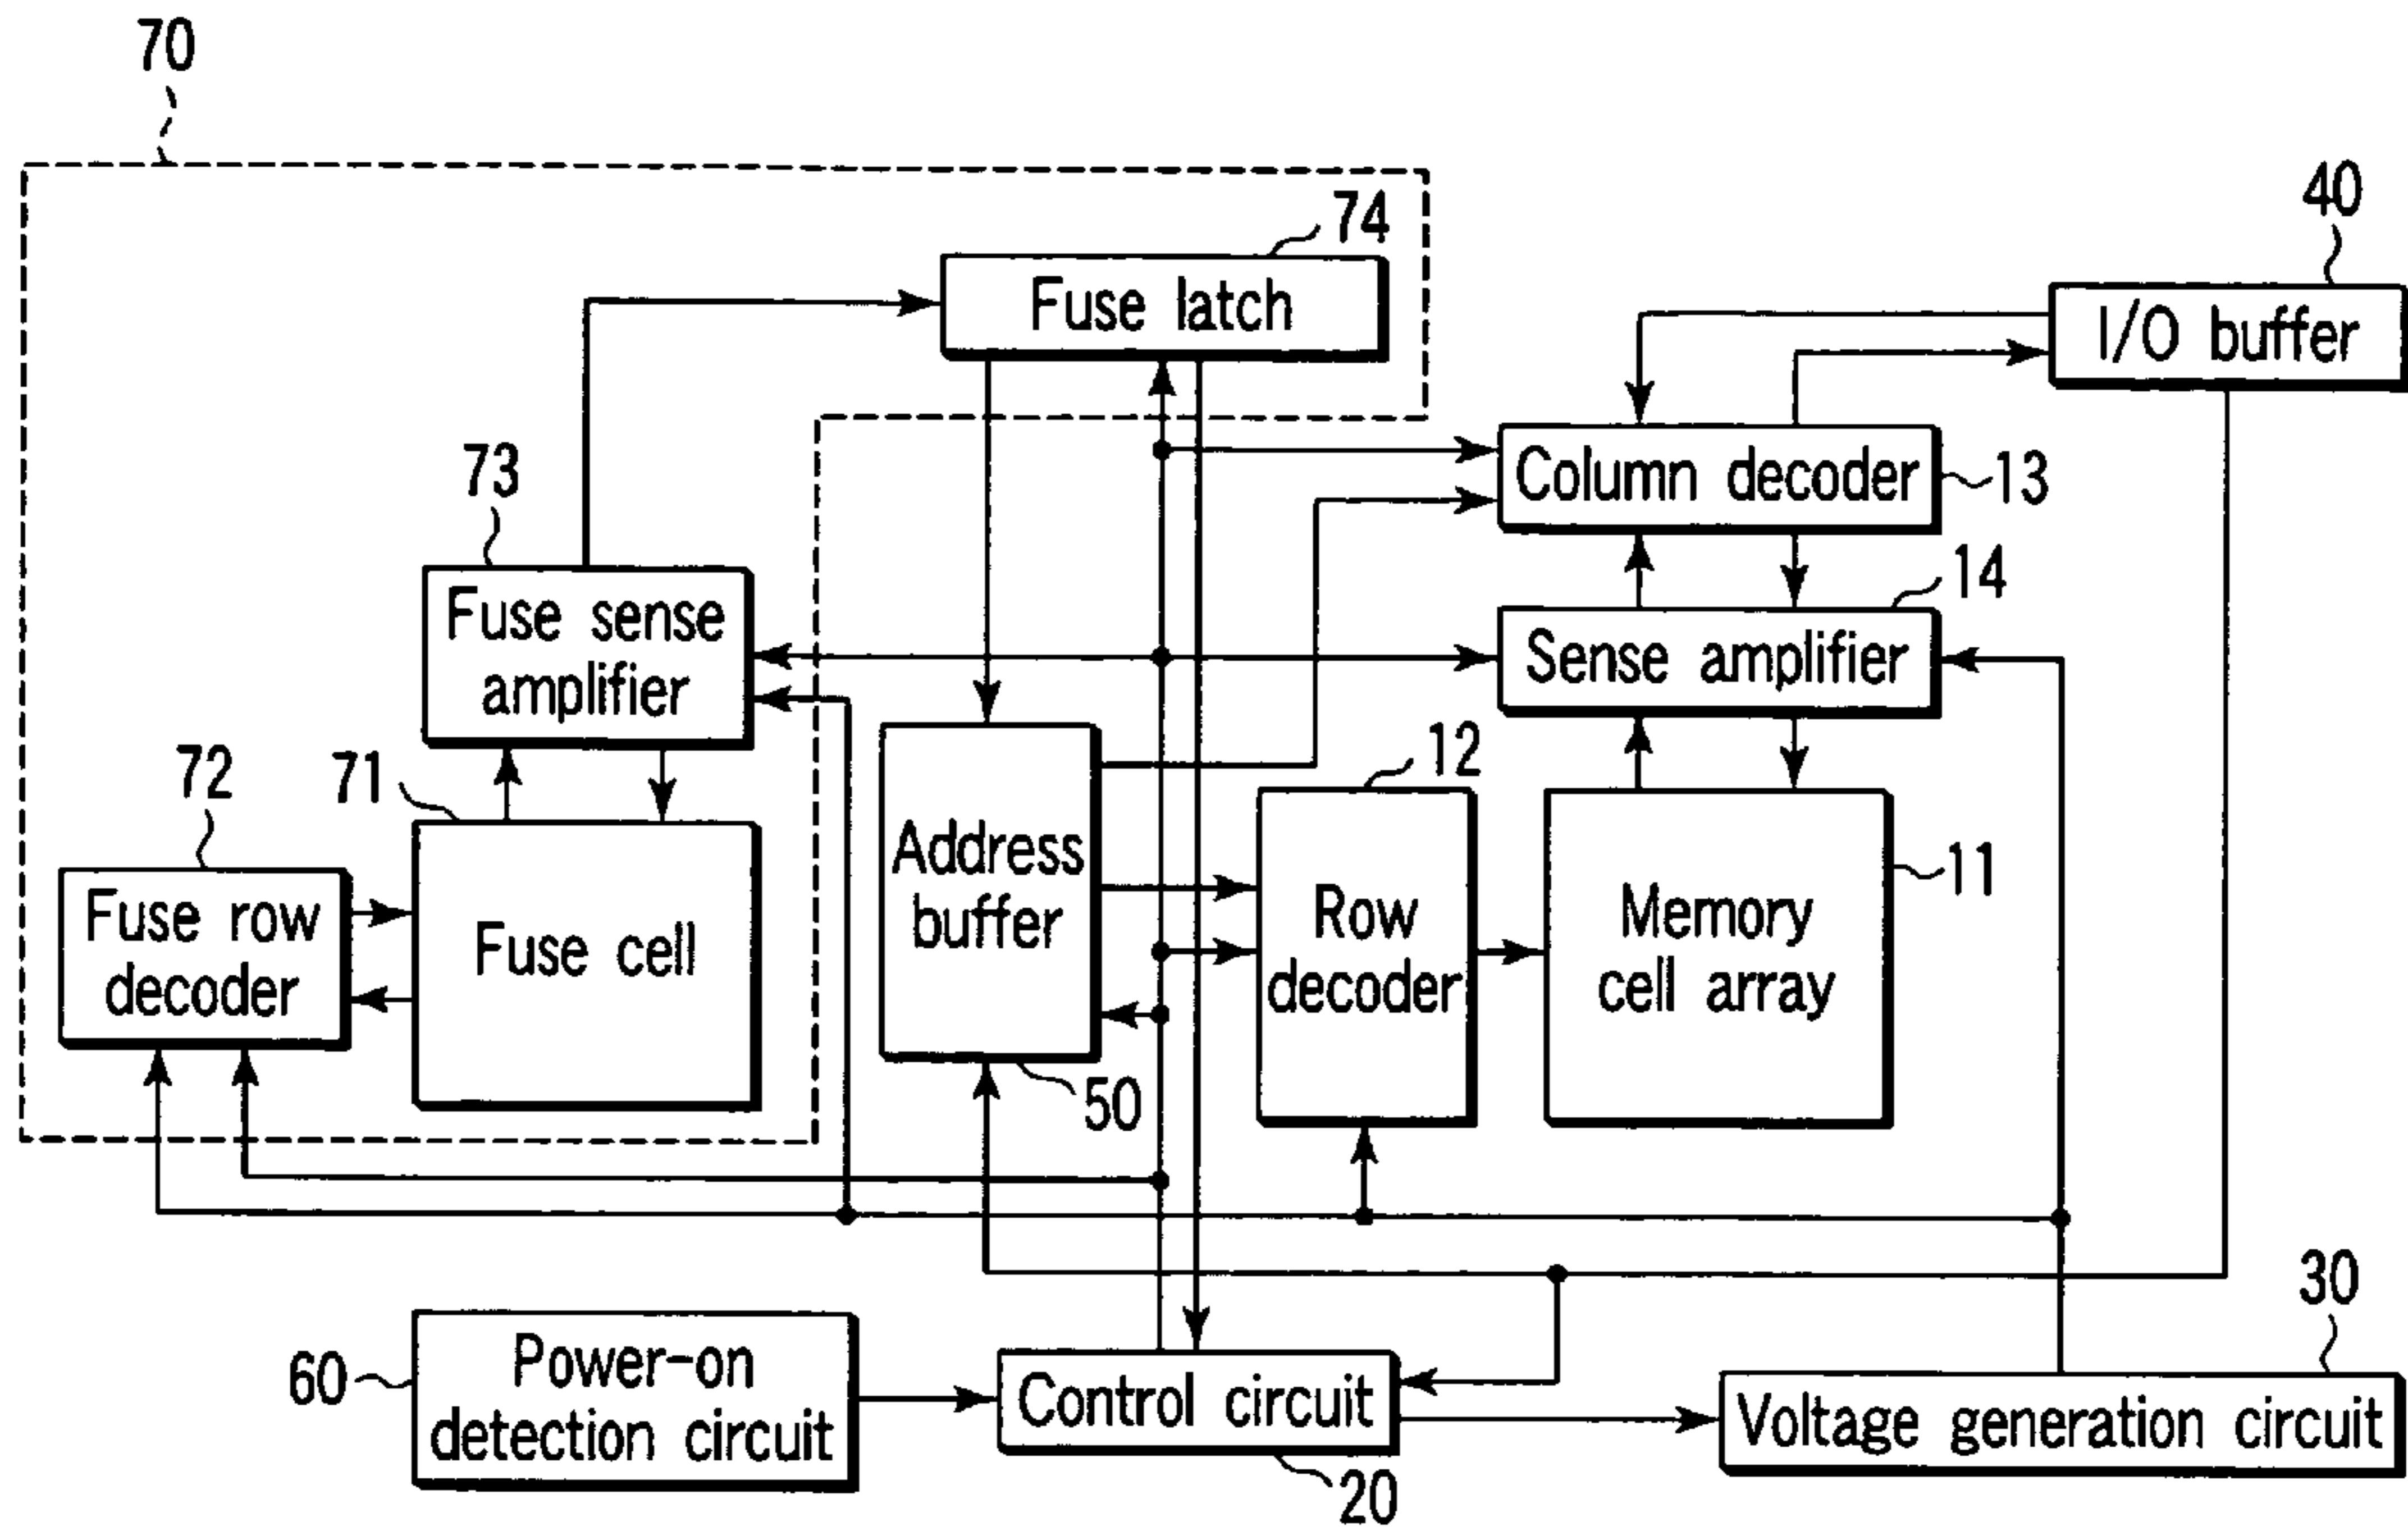 70
74
Fuse latch
40
I/O buffer
73
Fuse sense
amplifier
Column decoder
13
14
Sense amplifier
72
71
Fuse row
decoder
Fuse cell
Address
buffer
50
12
Row
decoder
Memory
cell array
11
60
Power-on
detection circuit
Control circuit
20
30
Voltage generation circuit